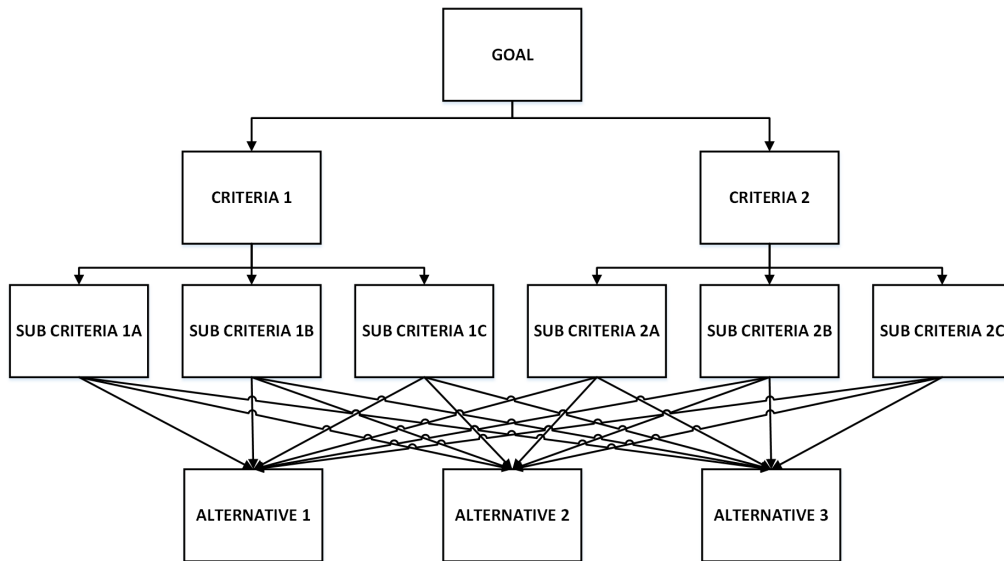 GOAL
CRITERIA 1
CRITERIA 2
SUB CRITERIA 1A
SUB CRITERIA 1B
SUB CRITERIA 1C
SUB CRITERIA 2A
SUB CRITERIA 2B
SUB CRITERIA 2C
ALTERNATIVE 1
ALTERNATIVE 2
ALTERNATIVE 3